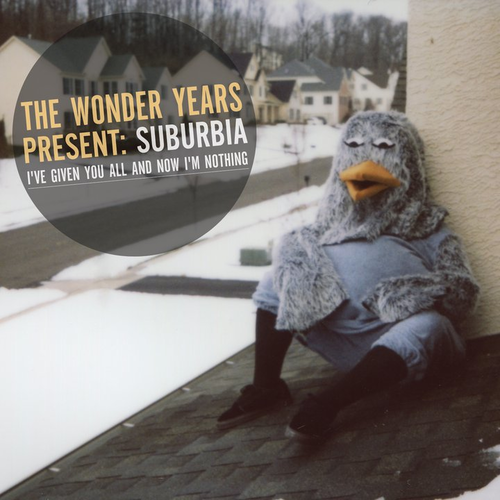 THE WONDER YEARS
PRESENT: SUBURBIA
I'VE GIVEN YOU ALL AND NOW I'M NOTHING